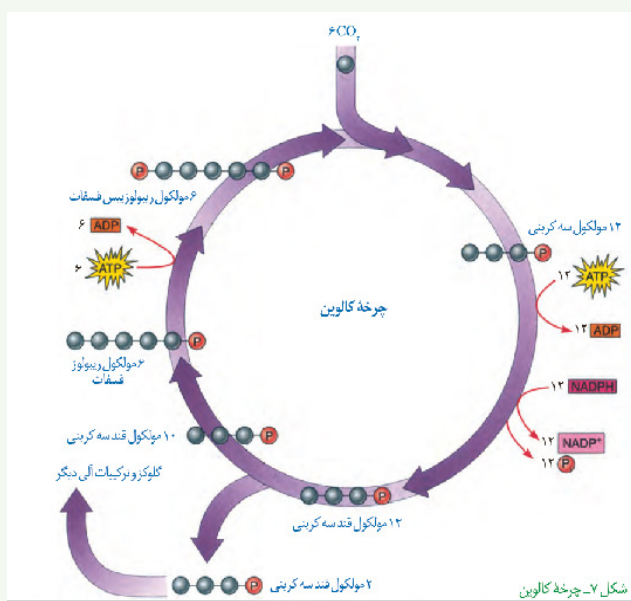 ۶CO۲
۶ مولکول ریبولوزبیس فسفات
P
P
۶ ADP
۶ ATP
۶ مولکول ریبولوز
فسفات
P
۱۰ مولکول قند سه کربنی
P
گلوکز و ترکیبات آلی دیگر
۲ مولکول قند سه کربنی
P
۱۲ مولکول قند سه کربنی
P
چرخهٔ کالوین
۱۲ مولکول سه کربنی
P
۱۲ ATP
۱۲ ADP
۱۲ NADPH
۱۲ NADP+
۱۲ P
شکل ۷ــ چرخهٔ کالوین